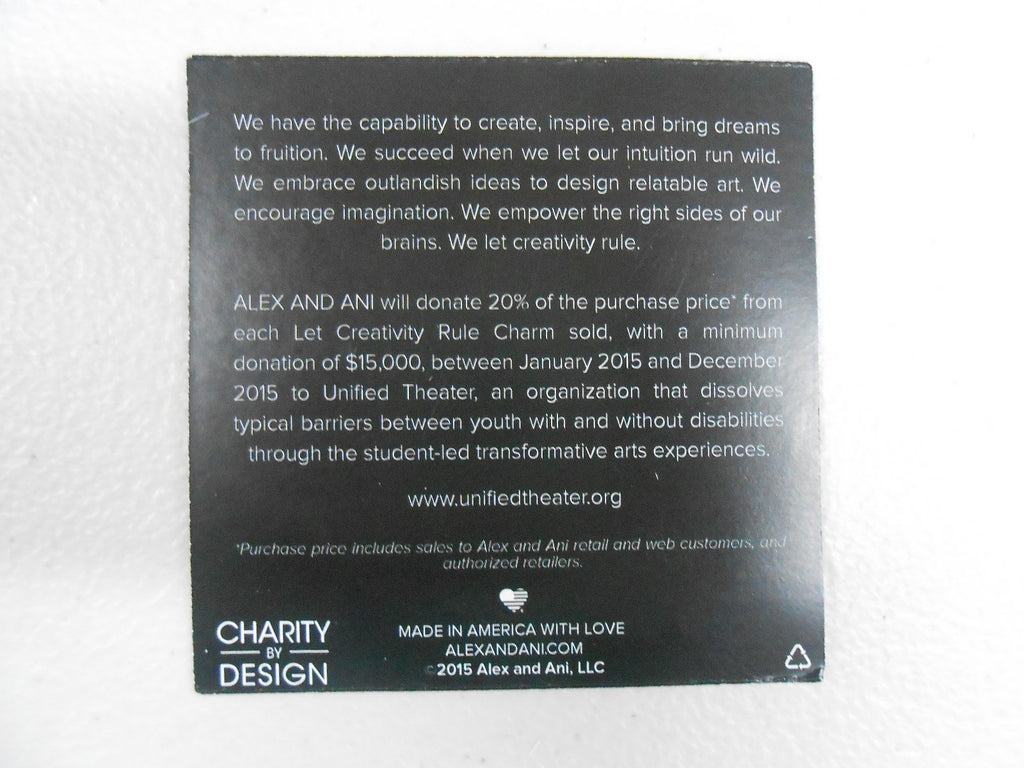 We have the capability to create, inspire, and bring dreams
to fruition. We succeed when we let our intuition run wild.
We embrace outlandish ideas to design relatable art. We
encourage imagination. We empower the right sides of our
brains. We let creativity rule.
ALEX AND ANI will donate 20% of the purchase price* from
each Let Creativity Rule Charm sold, with a minimum
donation of $15,000, between January 2015 and December
2015 to Unified Theater, an organization that dissolves
typical barriers between youth with and without disabilities
through the student-led transformative arts experiences.
www.unifiedtheater.org
*Purchase price includes sales to Alex and Ani retail and web customers, and
authorized retailers.
CHARITY
BY
DESIGN
MADE IN AMERICA WITH LOVE
ALEXANDANI.COM
©2015 Alex and Ani, LLC